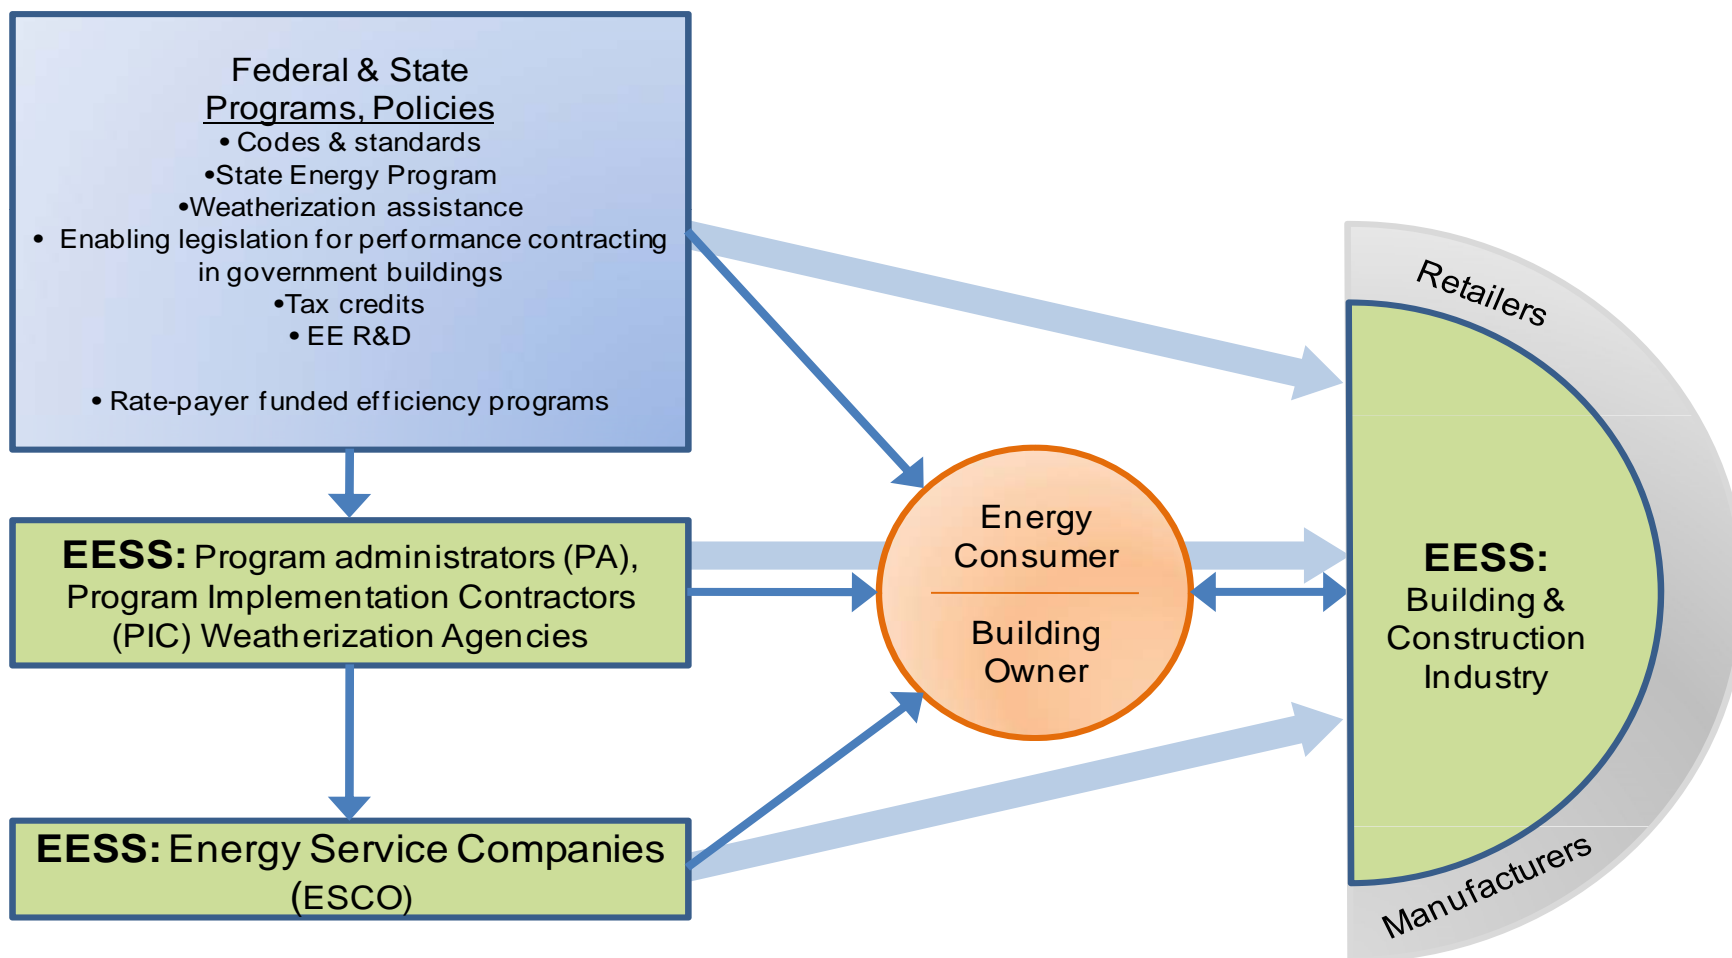 Federal & State
Programs, Policies
• Codes & standards
•State Energy Program
•Weatherization assistance
• Enabling legislation for performance contracting
in government buildings
•Tax credits
• EE R&D
• Rate-payer funded efficiency programs
EESS: Program administrators (PA),
Program Implementation Contractors
(PIC) Weatherization Agencies
EESS: Energy Service Companies
(ESCO)
Energy
Consumer
Building
Owner
Retailers
EESS:
Building &
Construction
Industry
Manufacturers